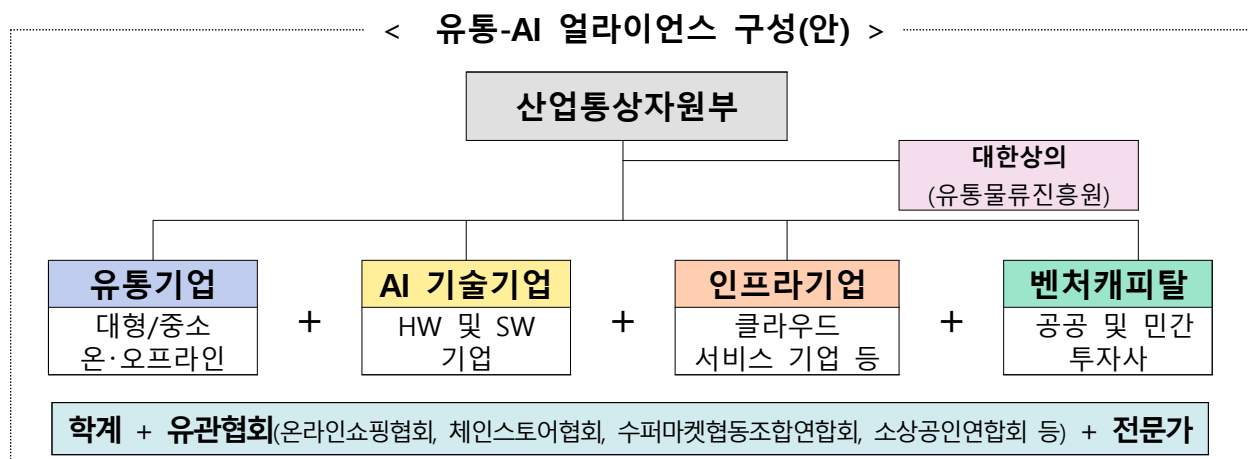 < 유통-AI 얼라이언스 구성(안) >
산업통상자원부
대한상의
(유통물류진흥원)
유통기업
대형/중소
온·오프라인
+
AI 기술기업
HW 및 SW
기업
+
인프라기업
클라우드
서비스 기업 등
+
벤처캐피탈
공공 및 민간
투자사
학계 + 유관협회(온라인쇼핑협회, 체인스토어협회, 수퍼마켓협동조합연합회, 소상공인연합회 등) + 전문가